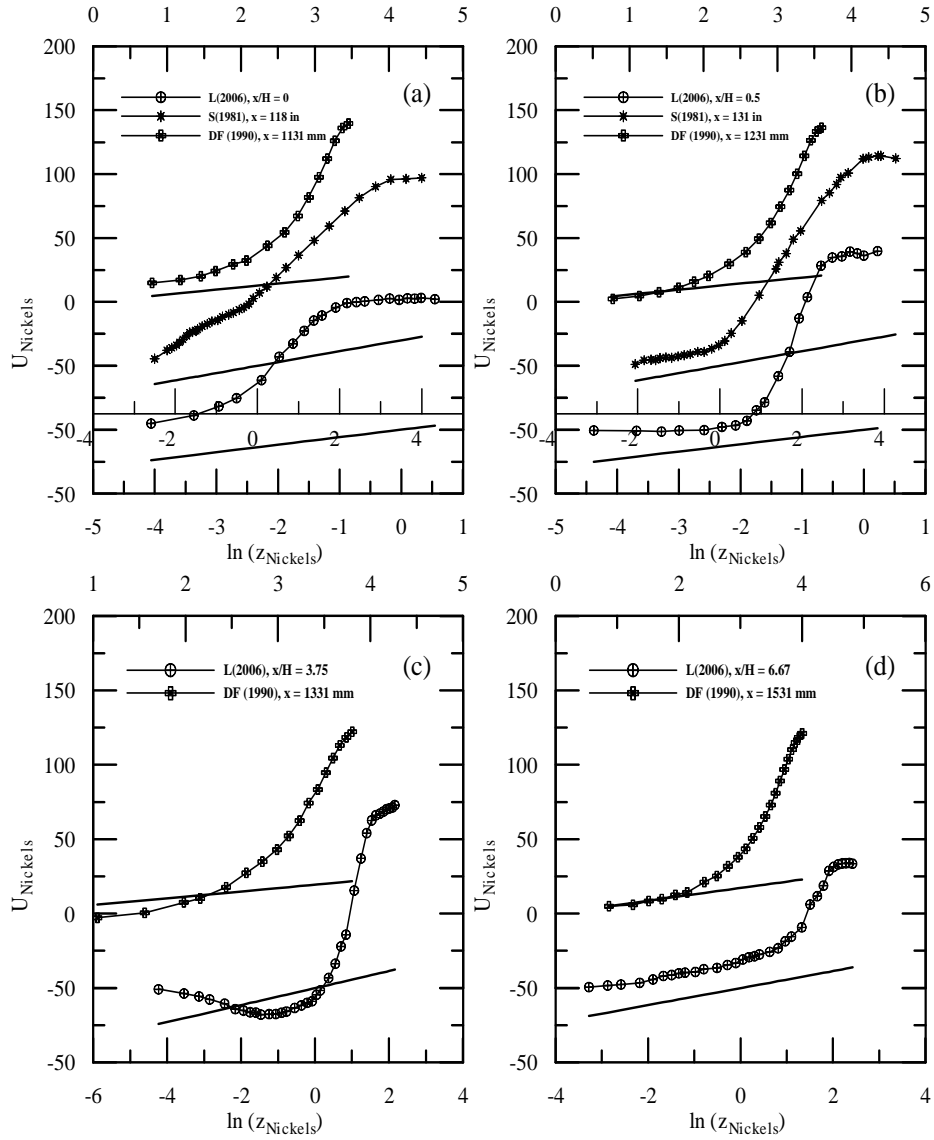 0 1 2 3 4 5
200
150
100
50
0
-50
-50
-50
U_Nickels
(a)
L(2006), x/H = 0
S(1981), x = 118 in
DF (1990), x = 1131 mm
-4 -2 0 2 4
-5 -4 -3 -2 -1 0 1
ln (z_Nickels)
0 1 2 3 4 5
200
150
100
50
0
-50
-50
-50
U_Nickels
(b)
L(2006), x/H = 0.5
S(1981), x = 131 in
DF (1990), x = 1231 mm
-4 -2 0 2 4
-5 -4 -3 -2 -1 0 1
ln (z_Nickels)
1 2 3 4 5
200
150
100
50
0
-50
-50
U_Nickels
(c)
L(2006), x/H = 3.75
DF (1990), x = 1331 mm
-6 -4 -2 0 2 4
ln (z_Nickels)
0 2 4 6
200
150
100
50
0
-50
-50
U_Nickels
(d)
L(2006), x/H = 6.67
DF (1990), x = 1531 mm
-4 -2 0 2 4
ln (z_Nickels)